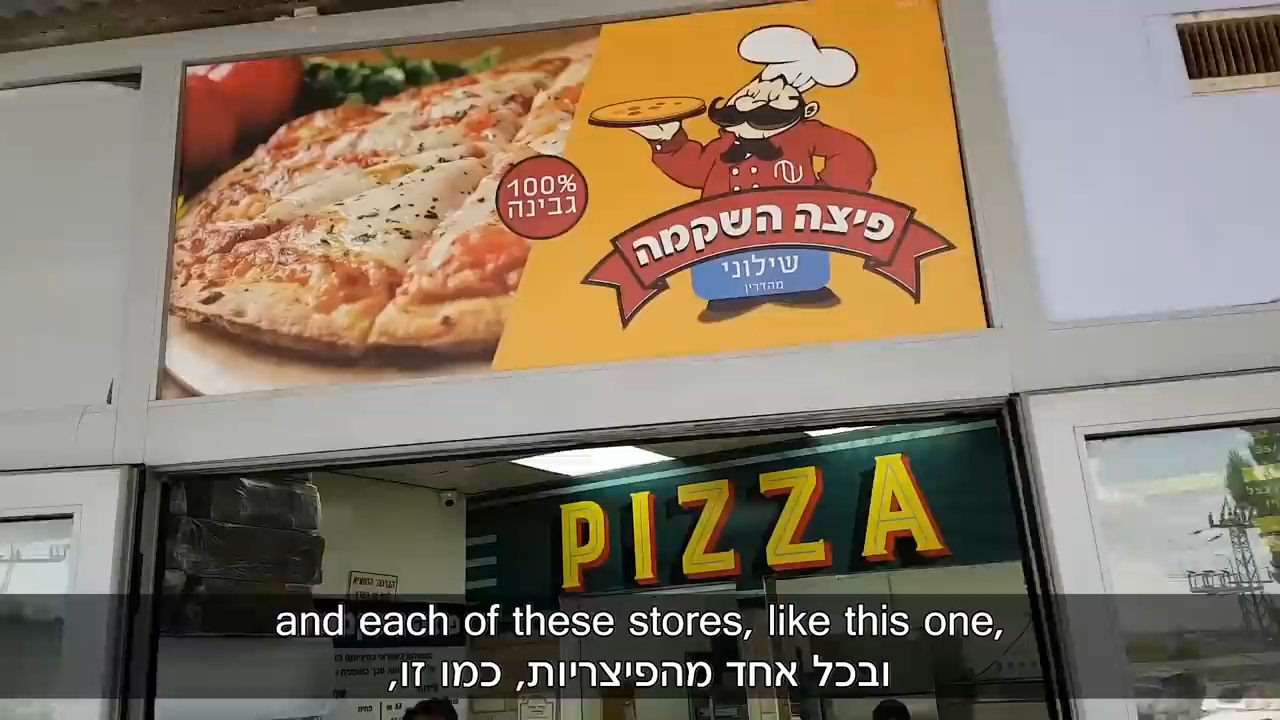 100%
גבינה
פיצה השקמה
שילוני
מהדרין
PIZZA
and each of these stores, like this one,
ובכל אחד מהפיצריות, כמו זו,